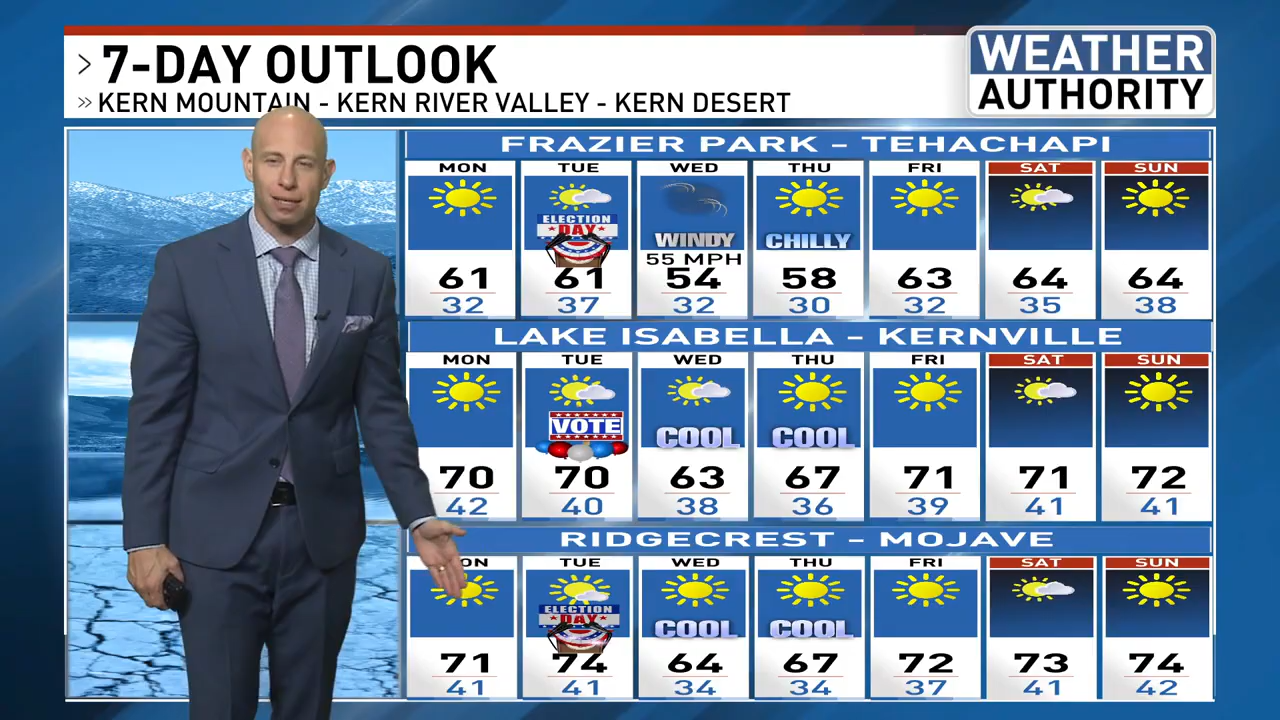 > 7-DAY OUTLOOK
» KERN MOUNTAIN - KERN RIVER VALLEY - KERN DESERT
WEATHER
AUTHORITY
FRAZIER PARK - TEHACHAPI
MON TUE WED THU FRI SAT SUN
ELECTION
DAY
WINDY CHILLY
55 MPH
61 61 54 58 63 64 64
32 37 32 30 32 35 38
LAKE ISABELLA - KERNVILLE
MON TUE WED THU FRI SAT SUN
VOTE COOL COOL
70 70 63 67 71 71 72
42 40 38 36 39 41 41
RIDGECREST - MOJAVE
MON TUE WED THU FRI SAT SUN
ELECTION
DAY COOL COOL
71 74 64 67 72 73 74
41 41 34 34 37 41 42